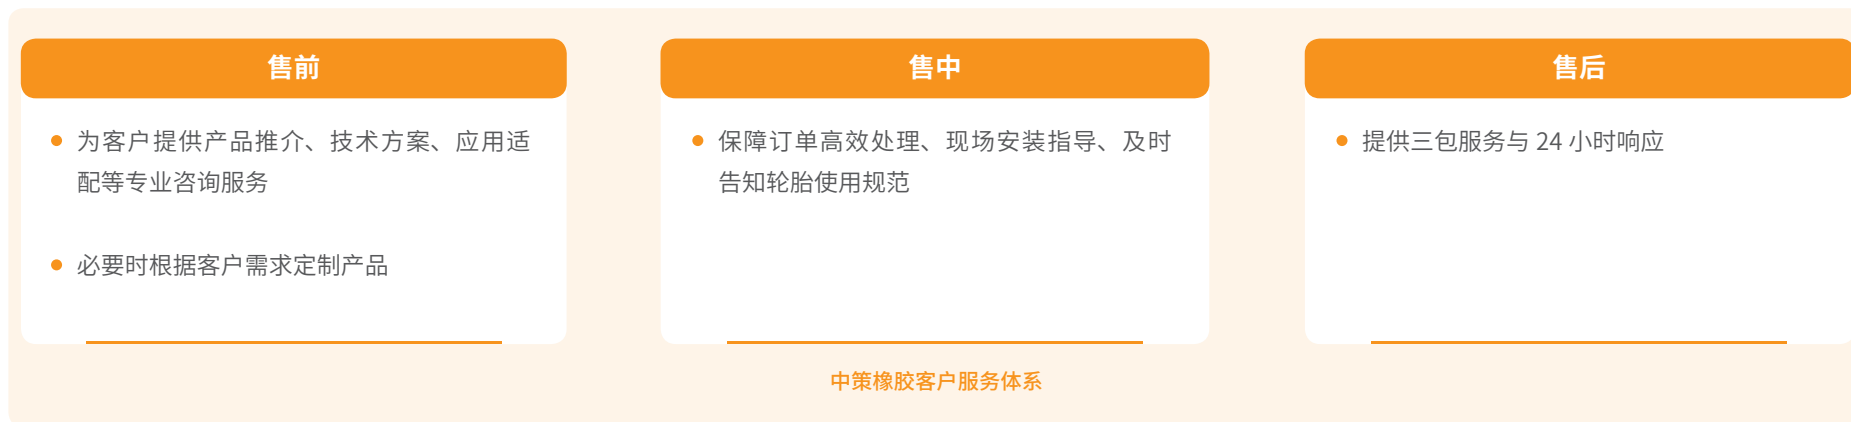 售前
为客户提供产品推介、技术方案、应用适
配等专业咨询服务
必要时根据客户需求定制产品
售中
保障订单高效处理、现场安装指导、及时
告知轮胎使用规范
售后
提供三包服务与 24 小时响应
中策橡胶客户服务体系